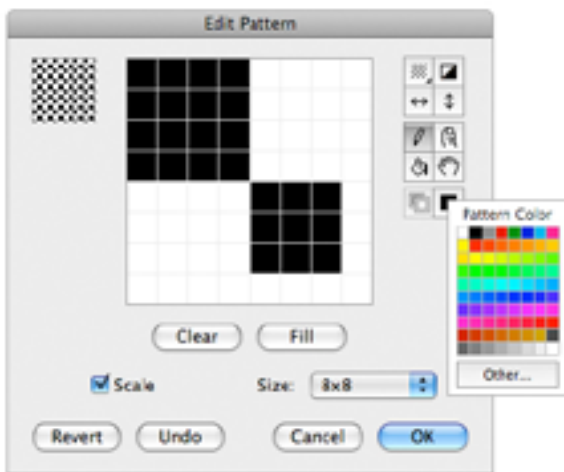 Edit Pattern
Pattern Color
Other...
Clear
Fill
Scale
Size: 8x8
Revert
Undo
Cancel
OK